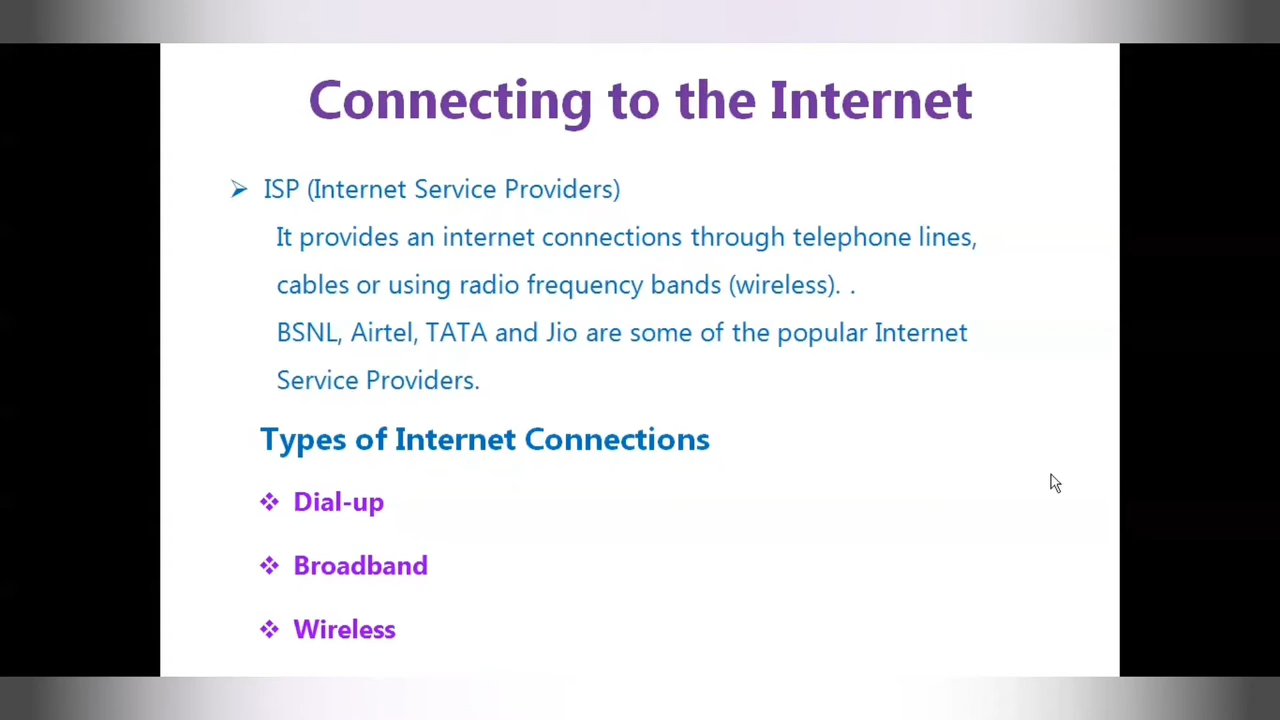 Connecting to the Internet
➢ ISP (Internet Service Providers)
It provides an internet connections through telephone lines,
cables or using radio frequency bands (wireless). .
BSNL, Airtel, TATA and Jio are some of the popular Internet
Service Providers.
Types of Internet Connections
❖ Dial-up
❖ Broadband
❖ Wireless